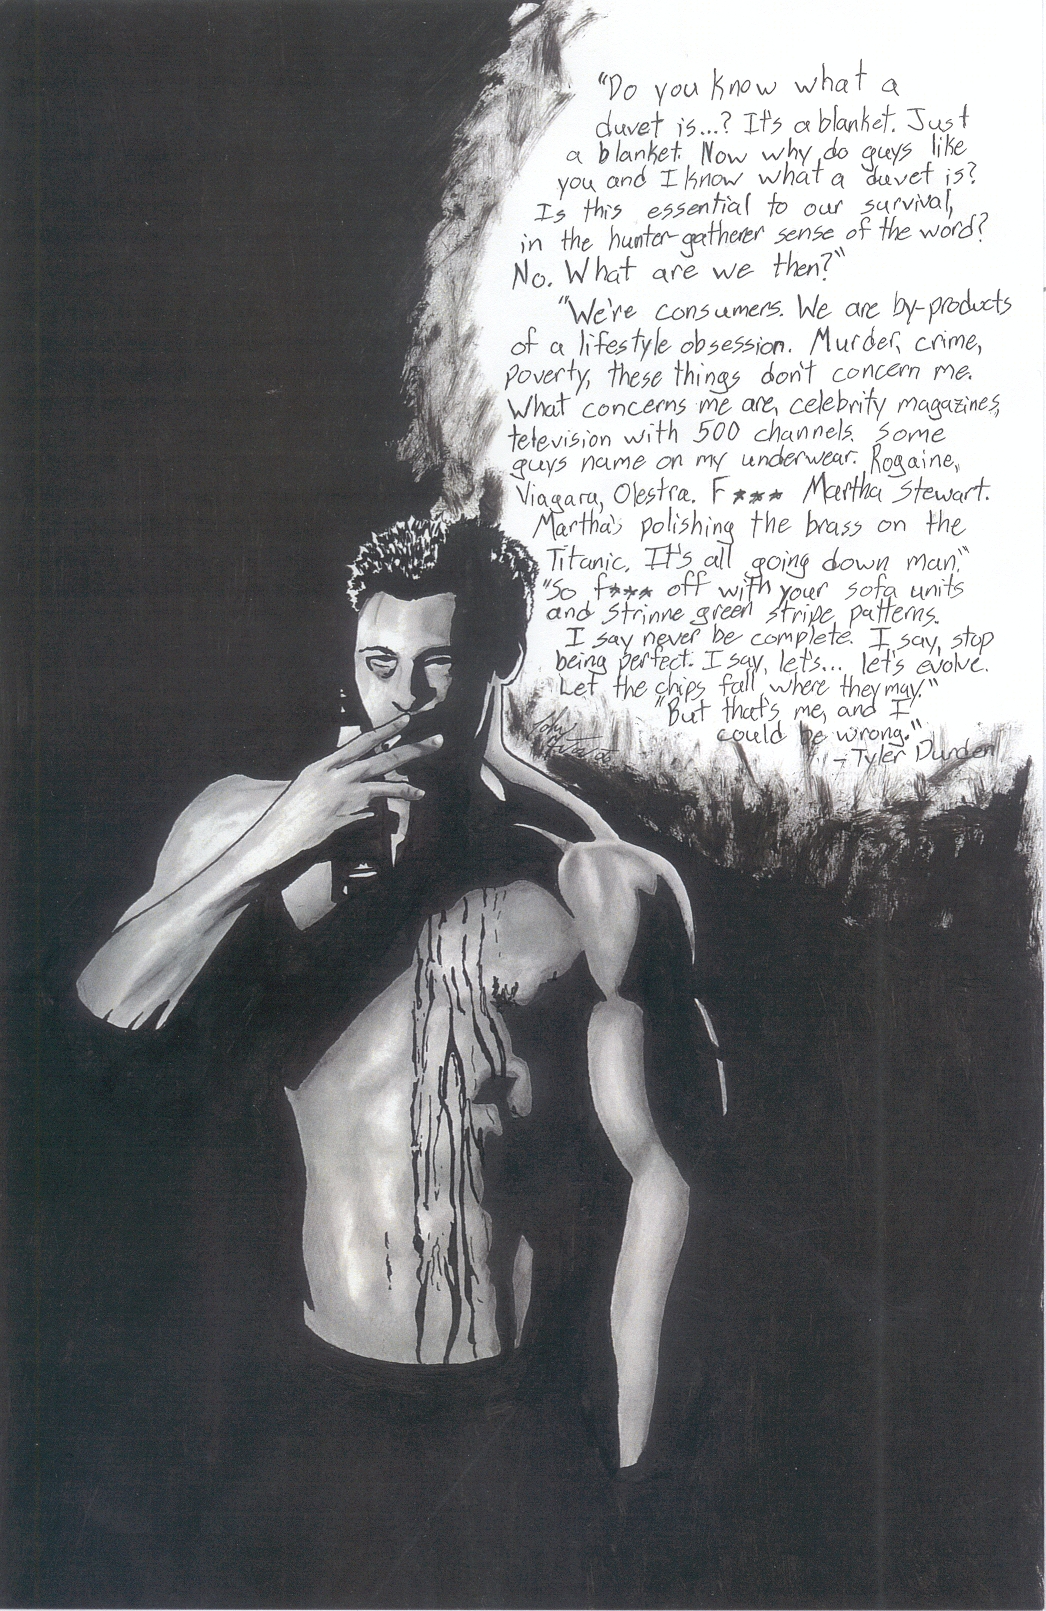 "Do you know what a
duvet is...? It's a blanket. Just
a blanket. Now why do guys like
you and I know what a duvet is?
Is this essential to our survival,
in the hunter-gatherer sense of the word?
No. What are we then?"
"We're consumers. We are by-products
of a lifestyle obsession. Murder, crime,
poverty, these things don't concern me.
What concerns me are, celebrity magazines,
television with 500 channels. Some
guys name on my underwear. Rogaine,
Viagara, Olestra. F*** Martha Stewart.
Martha's polishing the brass on the
Titanic. It's all going down man."
"So f*** off with your sofa units
and Strinne green stripe patterns.
I say never be complete. I say, stop
being perfect. I say, let's... let's evolve.
Let the chips fall where they may."
"But that's me, and I
could be wrong."
-Tyler Durden